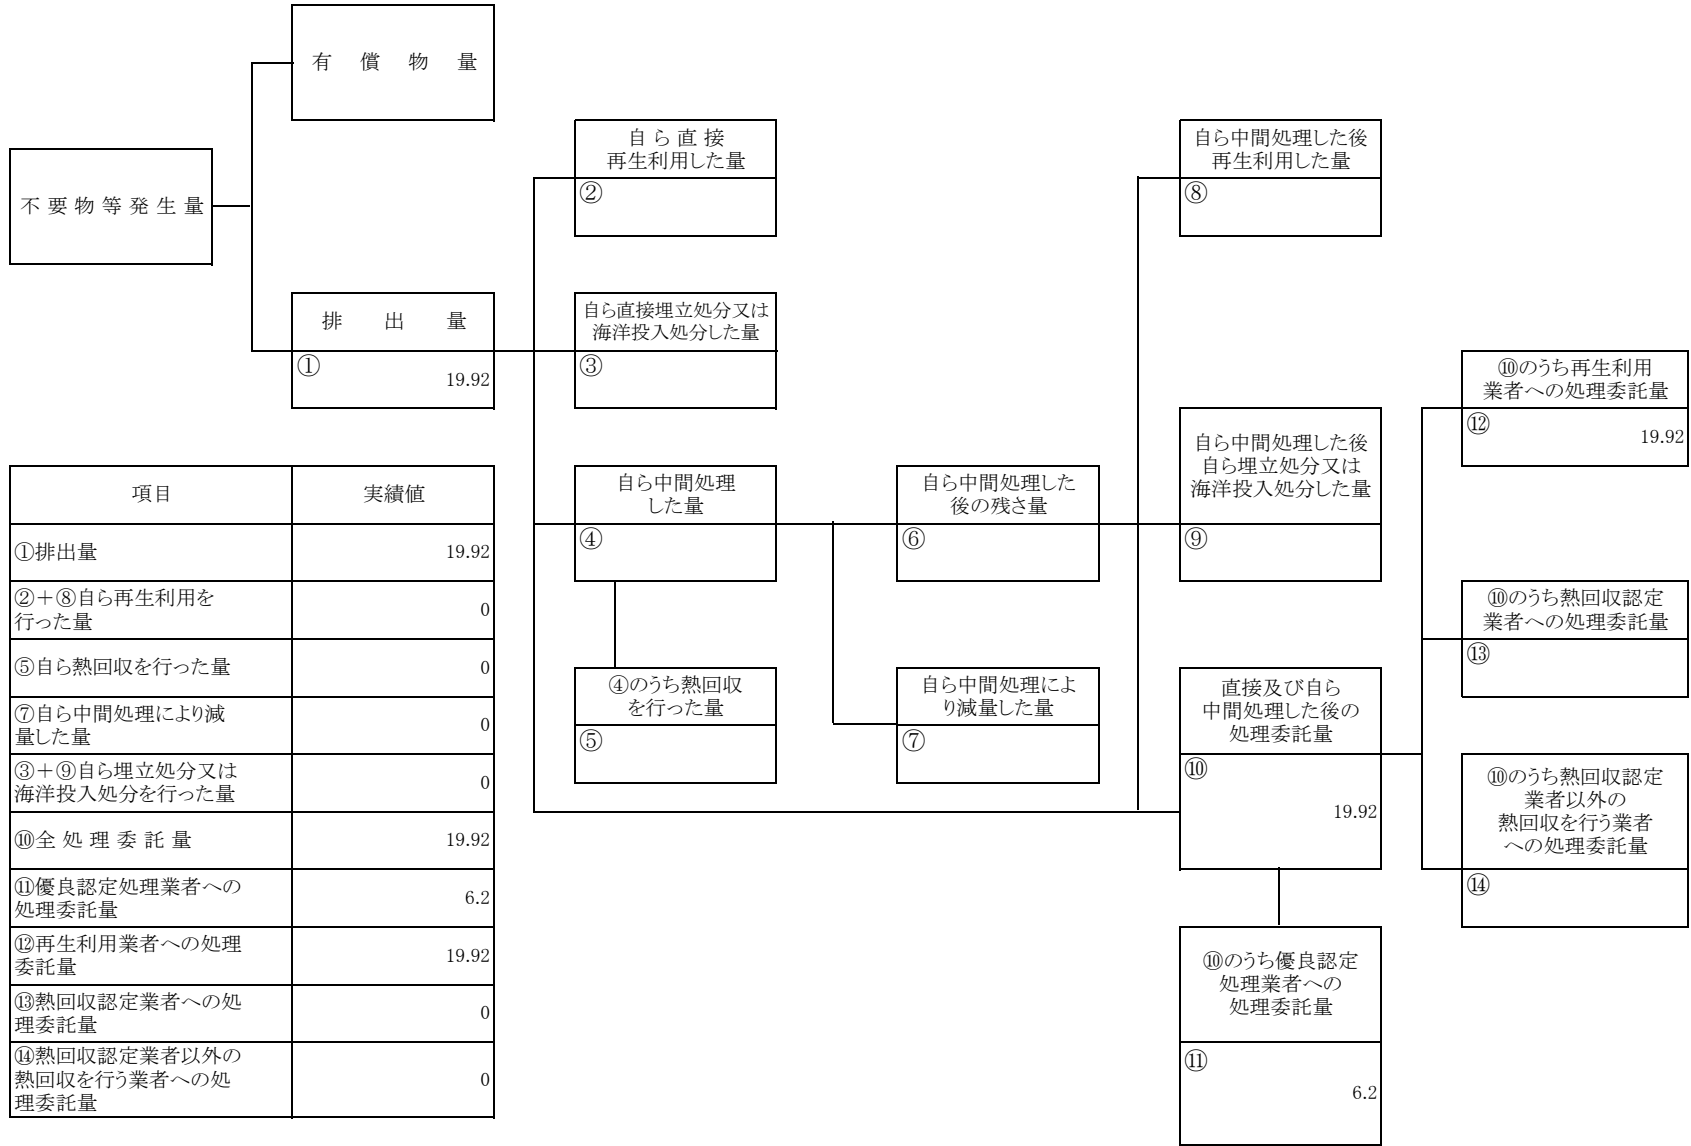 有償物量
不要物等発生量
排出量
①
19.92
自ら直接
再生利用した量
②
自ら直接埋立処分又は
海洋投入処分した量
③
自ら中間処理
した量
④
④のうち熱回収
を行った量
⑤
自ら中間処理した
後の残さ量
⑥
自ら中間処理によ
り減量した量
⑦
自ら中間処理した後
再生利用した量
⑧
自ら中間処理した後
自ら埋立処分又は
海洋投入処分した量
⑨
直接及び自ら
中間処理した後の
処理委託量
⑩
19.92
⑩のうち優良認定
処理業者への
処理委託量
⑪
6.2
⑩のうち再生利用
業者への処理委託量
⑫
19.92
⑩のうち熱回収認定
業者への処理委託量
⑬
⑩のうち熱回収認定
業者以外の
熱回収を行う業者
への処理委託量
⑭
項目 実績値
①排出量 19.92
②＋⑧自ら再生利用を
行った量 0
⑤自ら熱回収を行った量 0
⑦自ら中間処理により減
量した量 0
③＋⑨自ら埋立処分又は
海洋投入処分を行った量 0
⑩全処理委託量 19.92
⑪優良認定処理業者への
処理委託量 6.2
⑫再生利用業者への処理
委託量 19.92
⑬熱回収認定業者への処
理委託量 0
⑭熱回収認定業者以外の
熱回収を行う業者への処
理委託量 0